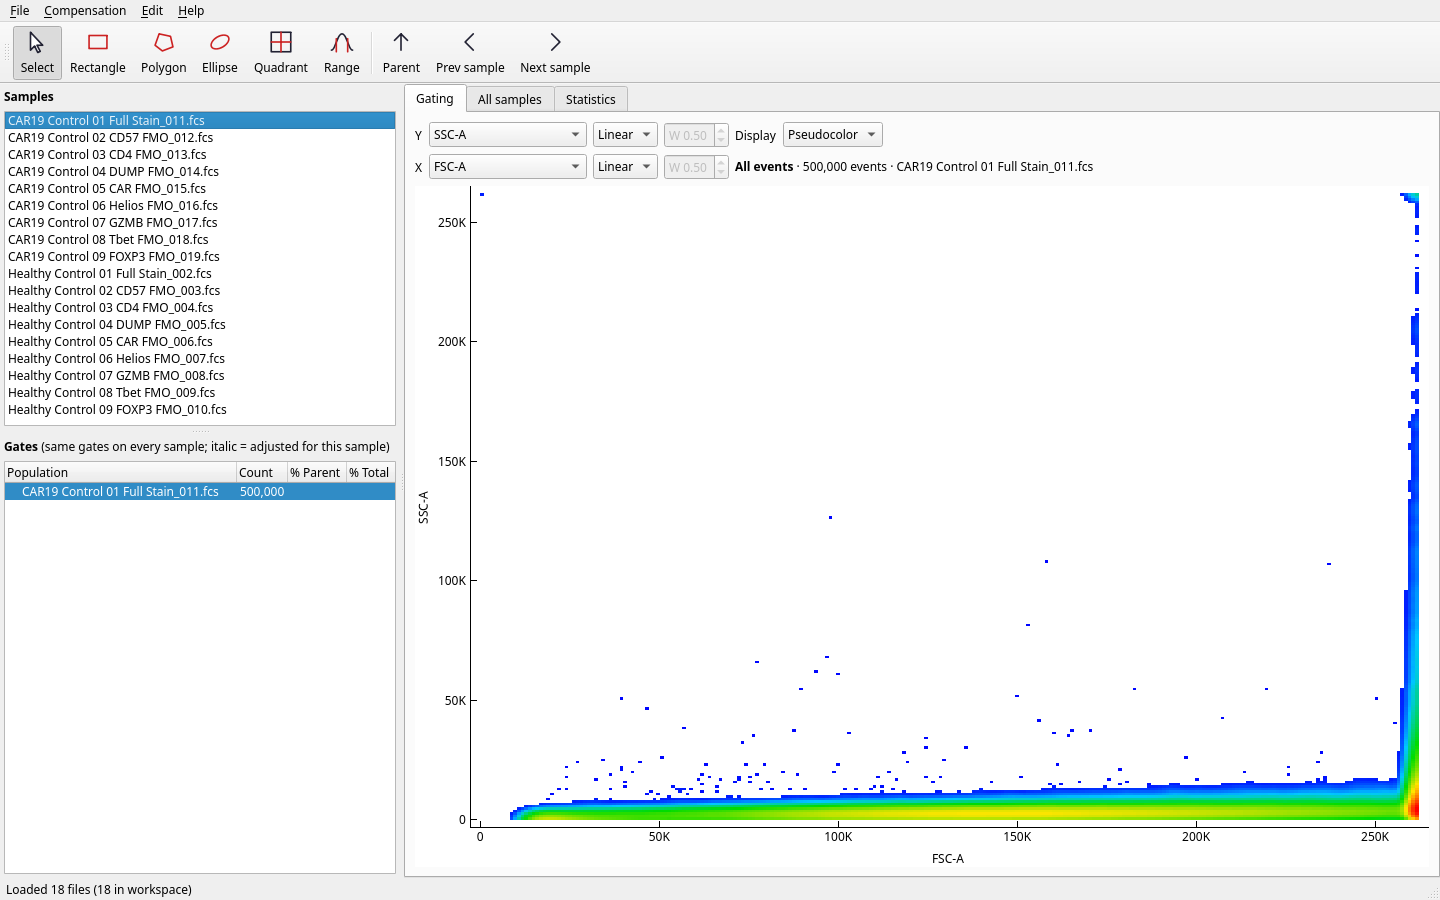 File Compensation Edit Help
Select Rectangle Polygon Ellipse Quadrant Range Parent Prev sample Next sample
Samples
CAR19 Control 01 Full Stain_011.fcs
CAR19 Control 02 CD57 FMO_012.fcs
CAR19 Control 03 CD4 FMO_013.fcs
CAR19 Control 04 DUMP FMO_014.fcs
CAR19 Control 05 CAR FMO_015.fcs
CAR19 Control 06 Helios FMO_016.fcs
CAR19 Control 07 GZMB FMO_017.fcs
CAR19 Control 08 Tbet FMO_018.fcs
CAR19 Control 09 FOXP3 FMO_019.fcs
Healthy Control 01 Full Stain_002.fcs
Healthy Control 02 CD57 FMO_003.fcs
Healthy Control 03 CD4 FMO_004.fcs
Healthy Control 04 DUMP FMO_005.fcs
Healthy Control 05 CAR FMO_006.fcs
Healthy Control 06 Helios FMO_007.fcs
Healthy Control 07 GZMB FMO_008.fcs
Healthy Control 08 Tbet FMO_009.fcs
Healthy Control 09 FOXP3 FMO_010.fcs
Gates (same gates on every sample; italic = adjusted for this sample)
Population Count % Parent % Total
CAR19 Control 01 Full Stain_011.fcs 500,000
Gating All samples Statistics
Y SSC-A Linear W 0.50 Display Pseudocolor
X FSC-A Linear W 0.50 All events · 500,000 events · CAR19 Control 01 Full Stain_011.fcs
250K
200K
150K
100K
50K
0
SSC-A
0 50K 100K 150K 200K 250K
FSC-A
Loaded 18 files (18 in workspace)